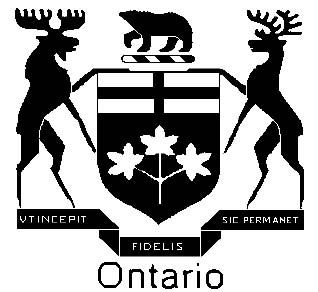 VTINCEPIT
SIC PERMANET
FIDELIS
Ontario